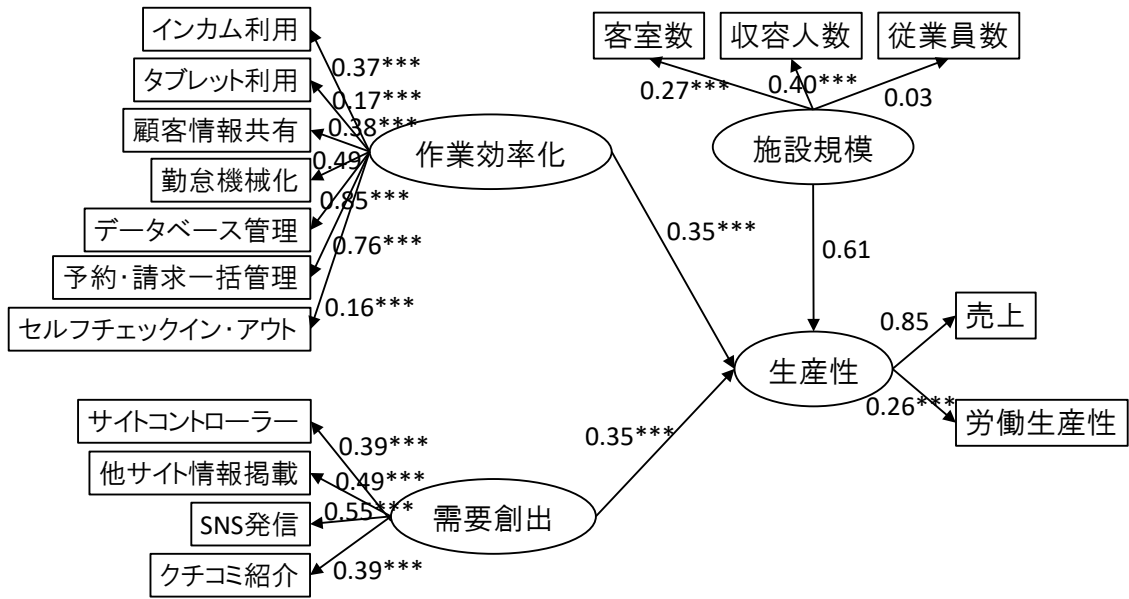 インカム利用
タブレット利用
顧客情報共有
勤怠機械化
データベース管理
予約・請求一括管理
セルフチェックイン・アウト
0.37***
0.17***
0.38***
0.49
0.85***
0.76***
0.16***
作業効率化
客室数
収容人数
従業員数
0.27***
0.40***
0.03
施設規模
0.35***
0.61
生産性
0.85
売上
0.26***
労働生産性
サイトコントローラー
他サイト情報掲載
SNS発信
クチコミ紹介
0.39***
0.49***
0.55***
0.39***
需要創出
0.35***